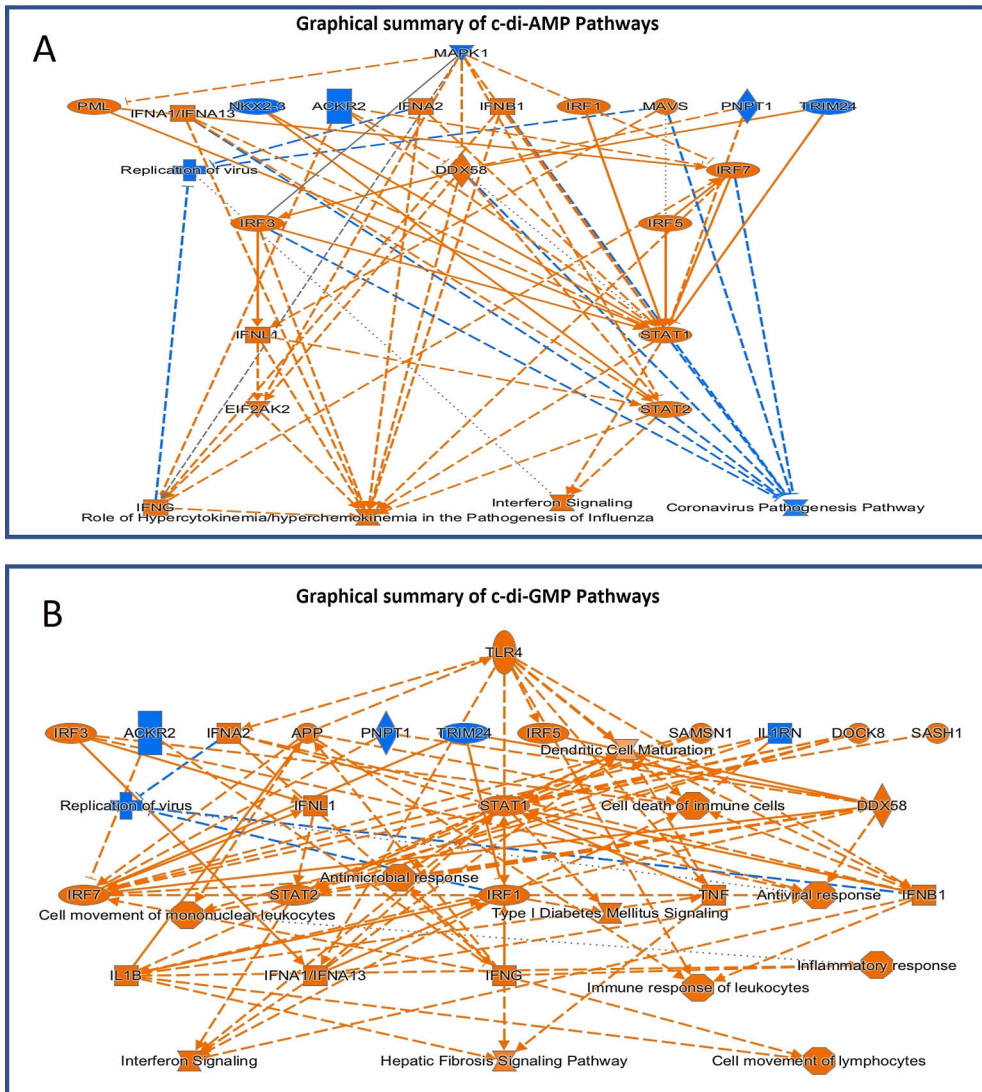 Graphical summary of c-di-AMP Pathways
A
MAPK1
PML
IFNA1/IFNA13
NKX2-3
ACKR2
IFNA2
IFNB1
IRF1
MAVS
PNPT1
TRIM24
Replication of virus
DDX58
IRF7
IRF3
IRF5
IFNL1
STAT1
EIF2AK2
STAT2
IFNG
Interferon Signaling
Coronavirus Pathogenesis Pathway
Role of Hypercytokinemia/hyperchemokinemia in the Pathogenesis of Influenza
Graphical summary of c-di-GMP Pathways
B
TLR4
IRF3
ACKR2
IFNA2
APP
PNPT1
TRIM24
IRF5
SAMSN1
IL1RN
DOCK8
SASH1
Dendritic Cell Maturation
Replication of virus
IFNL1
STAT1
Cell death of immune cells
DDX58
Antimicrobial response
IRF7
STAT2
IRF1
TNF
Antiviral response
IFNB1
Cell movement of mononuclear leukocytes
Type I Diabetes Mellitus Signaling
IL1B
IFNA1/IFNA13
IFNG
Inflammatory response
Immune response of leukocytes
Interferon Signaling
Hepatic Fibrosis Signaling Pathway
Cell movement of lymphocytes